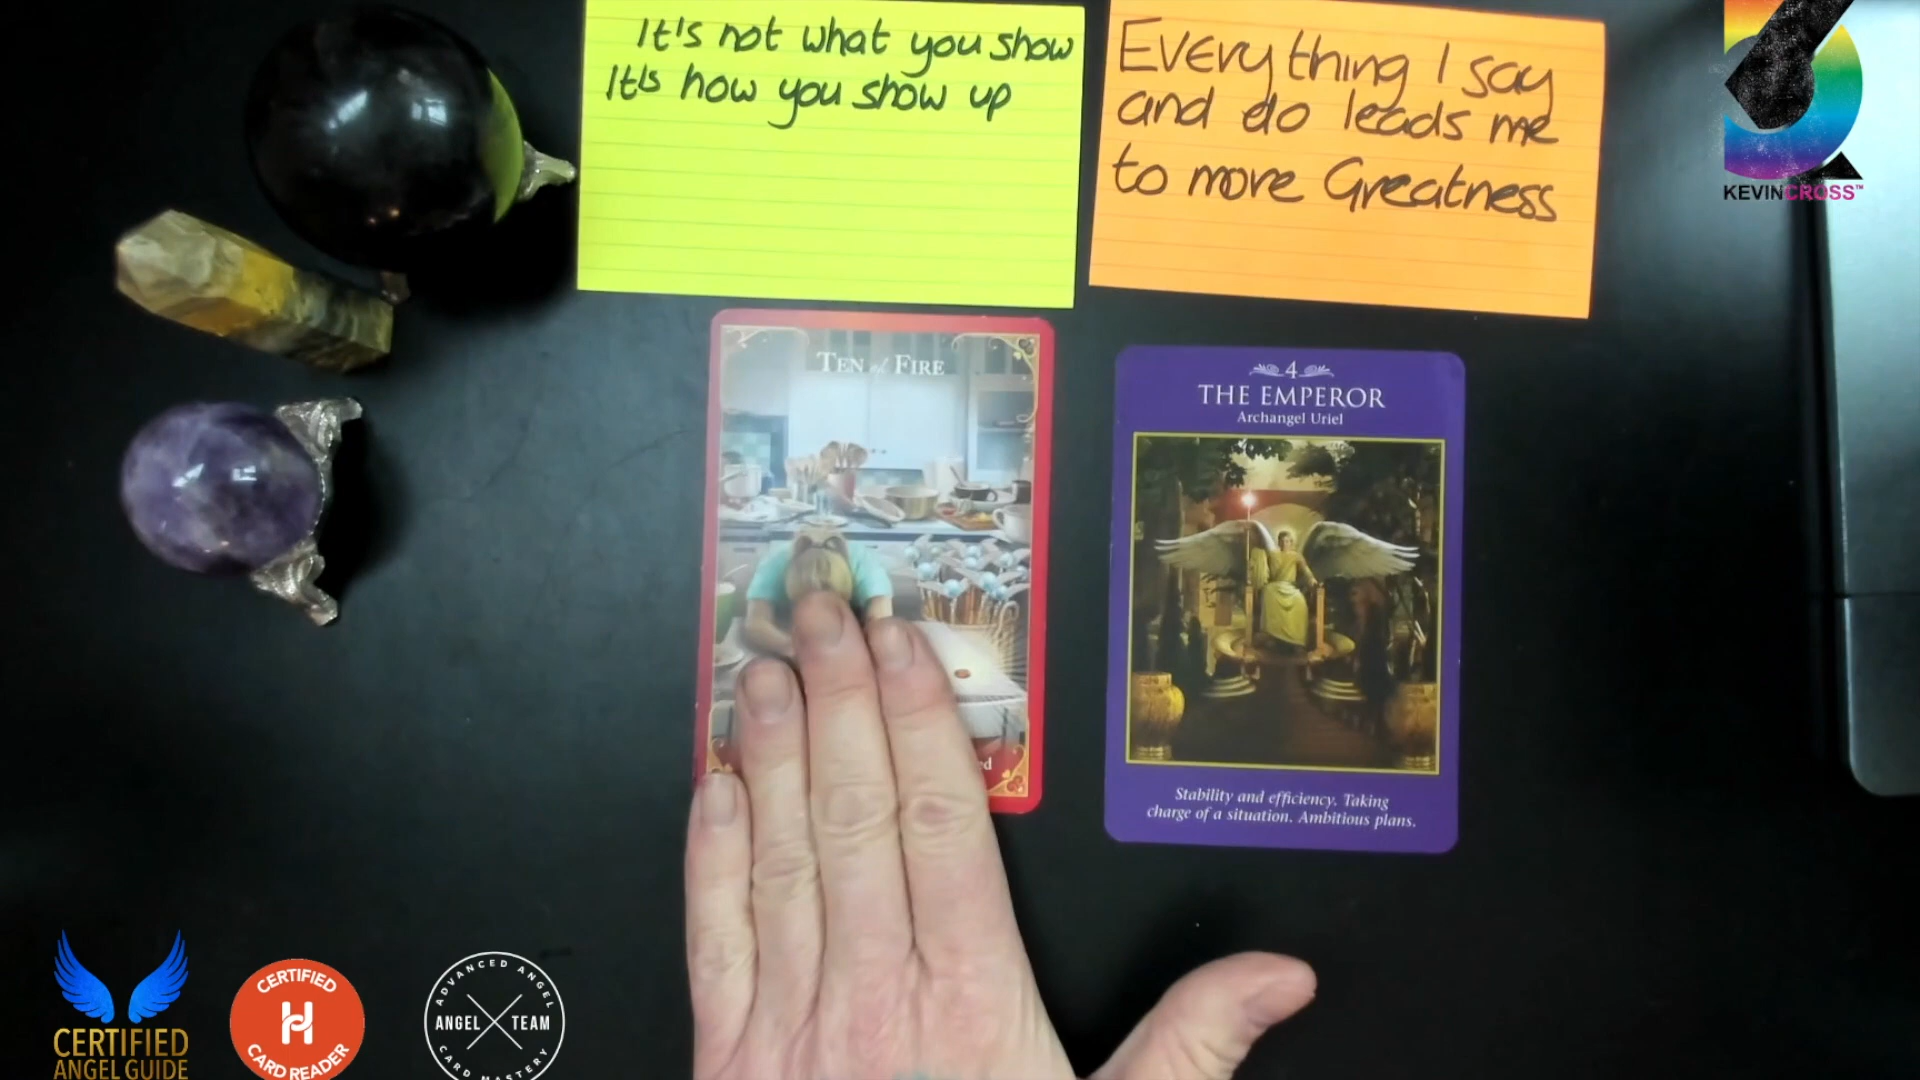 It's not what you show
It's how you show up
Everything I say
and do leads me
to more Greatness
KEVINCROSS™
TEN of FIRE
4
THE EMPEROR
Archangel Uriel
Stability and efficiency. Taking
charge of a situation. Ambitious plans.
CERTIFIED
ANGEL GUIDE
CERTIFIED
H
CARD READER
ADVANCED ANGEL
ANGEL TEAM
CARD MASTERY